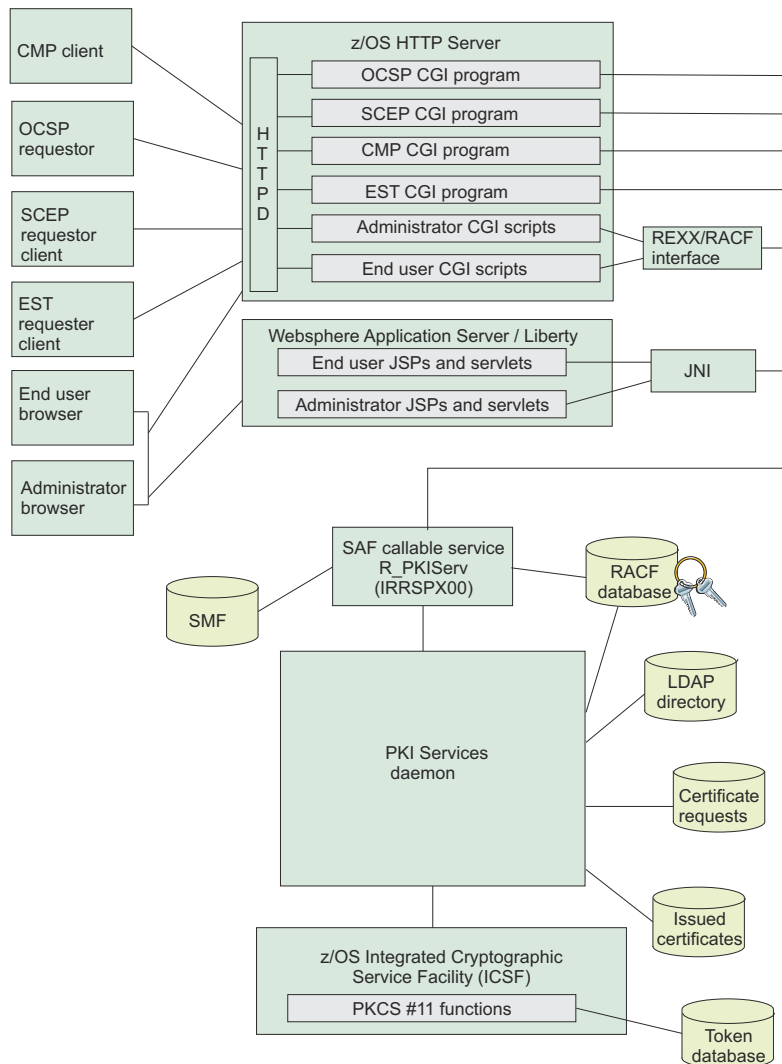 CMP client
OCSP
requestor
SCEP
requestor
client
EST
requester
client
End user
browser
Administrator
browser
z/OS HTTP Server
H
T
T
P
D
OCSP CGI program
SCEP CGI program
CMP CGI program
EST CGI program
Administrator CGI scripts
End user CGI scripts
REXX/RACF
interface
Websphere Application Server / Liberty
End user JSPs and servlets
Administrator JSPs and servlets
JNI
SAF callable service
R_PKIServ
(IRRSPX00)
SMF
RACF
database
LDAP
directory
PKI Services
daemon
Certificate
requests
Issued
certificates
z/OS Integrated Cryptographic
Service Facility (ICSF)
PKCS #11 functions
Token
database